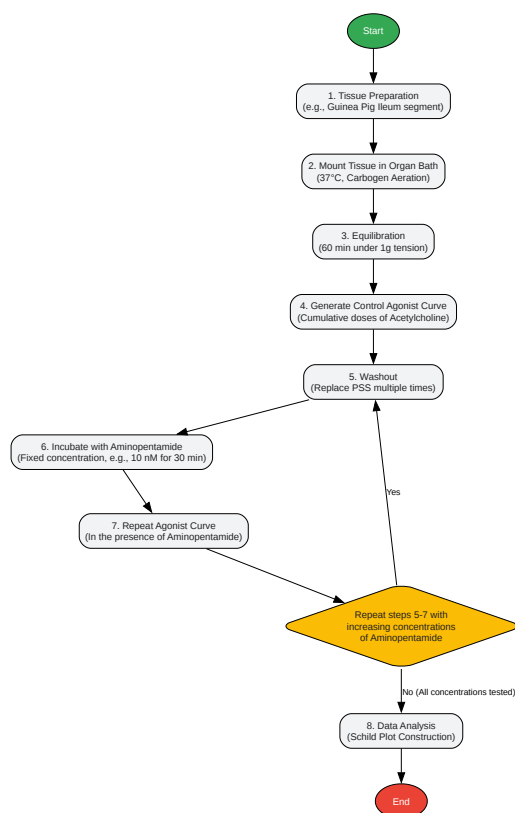 Start
1. Tissue Preparation
(e.g., Guinea Pig Ileum segment)
2. Mount Tissue in Organ Bath
(37°C, Carbogen Aeration)
3. Equilibration
(60 min under 1g tension)
4. Generate Control Agonist Curve
(Cumulative doses of Acetylcholine)
5. Washout
(Replace PSS multiple times)
6. Incubate with Aminopentamide
(Fixed concentration, e.g., 10 nM for 30 min)
7. Repeat Agonist Curve
(In the presence of Aminopentamide)
Yes
Repeat steps 5-7 with
increasing concentrations
of Aminopentamide
No (All concentrations tested)
8. Data Analysis
(Schild Plot Construction)
End